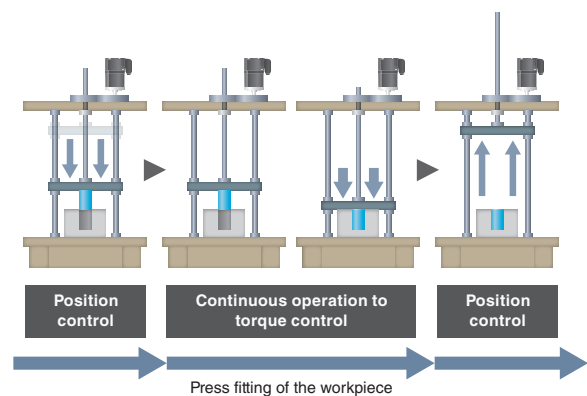 Position
control
Continuous operation to
torque control
Position
control
Press fitting of the workpiece